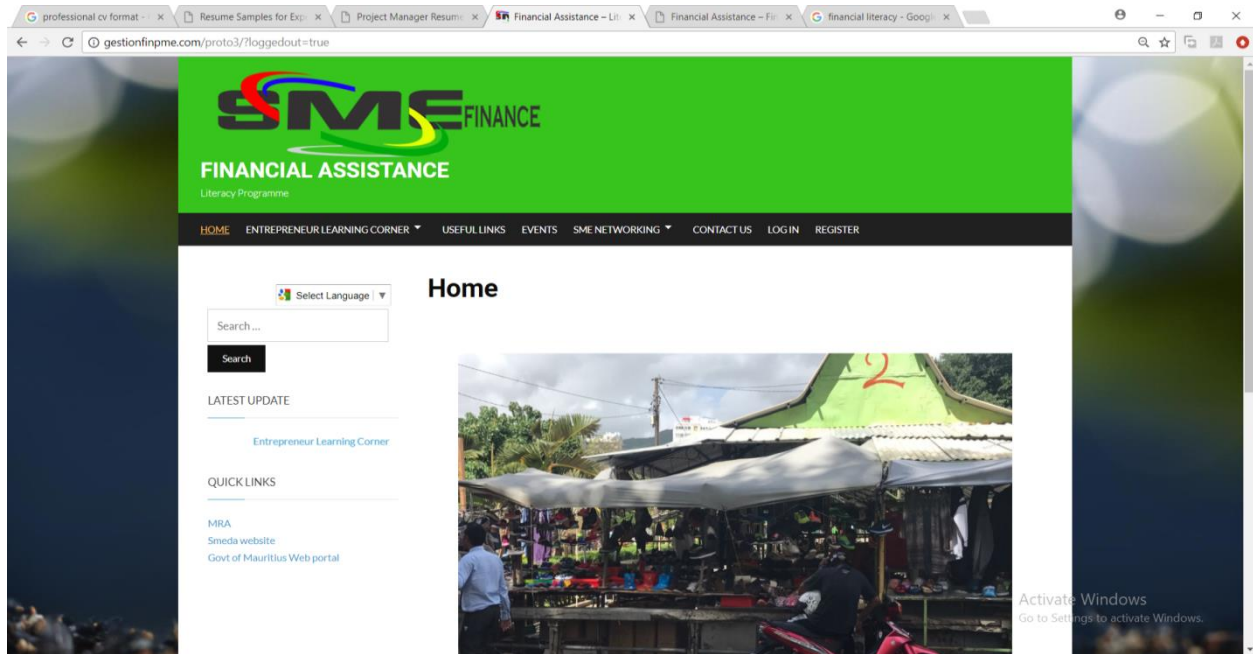 professional cv format -
Resume Samples for Exp
Project Manager Resume
Financial Assistance – Lit
Financial Assistance – Fin
financial literacy - Googl
gestionfinpme.com/proto3/?loggedout=true
SME FINANCE
FINANCIAL ASSISTANCE
Literacy Programme
HOME ENTREPRENEUR LEARNING CORNER USEFUL LINKS EVENTS SME NETWORKING CONTACT US LOG IN REGISTER
Select Language
Home
Search ...
Search
2
LATEST UPDATE
Entrepreneur Learning Corner
QUICK LINKS
MRA
Smeda website
Govt of Mauritius Web portal
Activate Windows
Go to Settings to activate Windows.